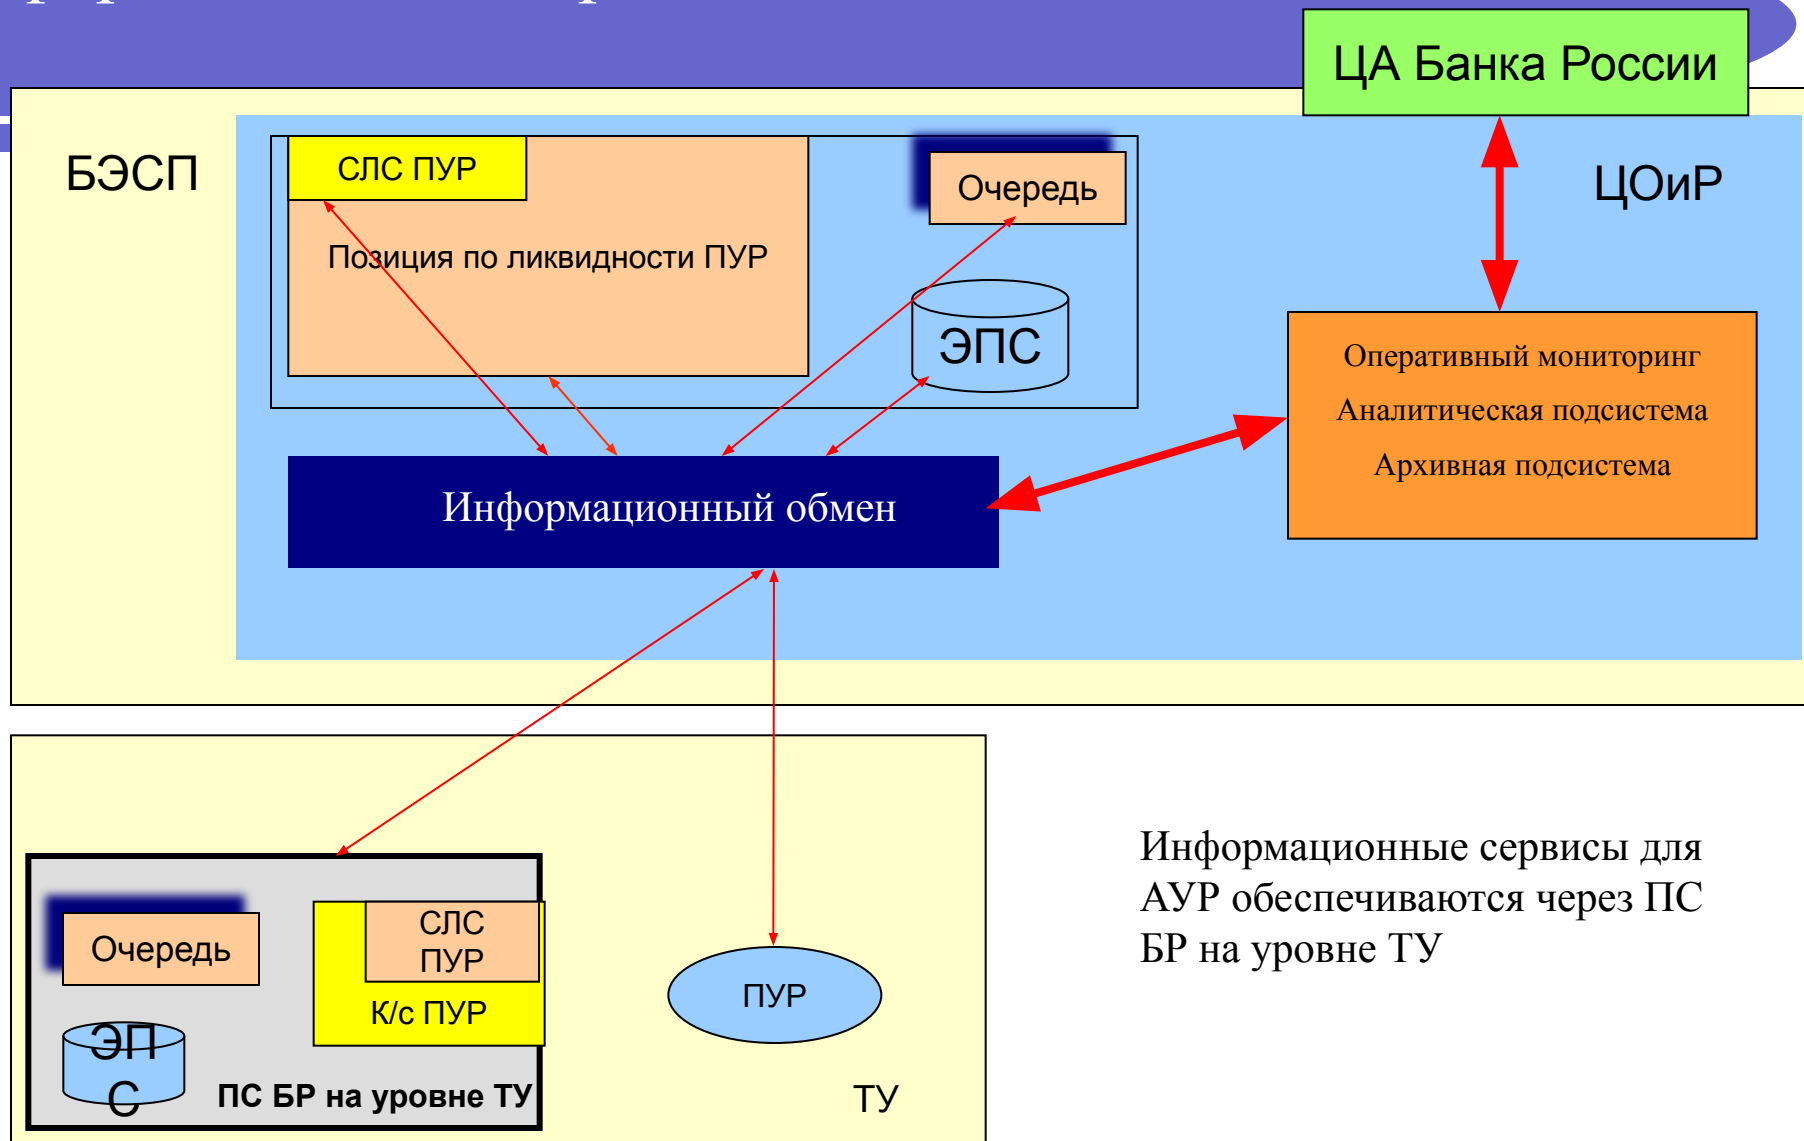 ЦА Банка России
БЭСП
СЛС ПУР
Очередь
ЦОиР
Позиция по ликвидности ПУР
ЭПС
Оперативный мониторинг
Аналитическая подсистема
Архивная подсистема
Информационный обмен
Информационные сервисы для
АУР обеспечиваются через ПС
БР на уровне ТУ
Очередь
СЛС
ПУР
К/с ПУР
ПУР
ЭП
С
ПС БР на уровне ТУ
ТУ